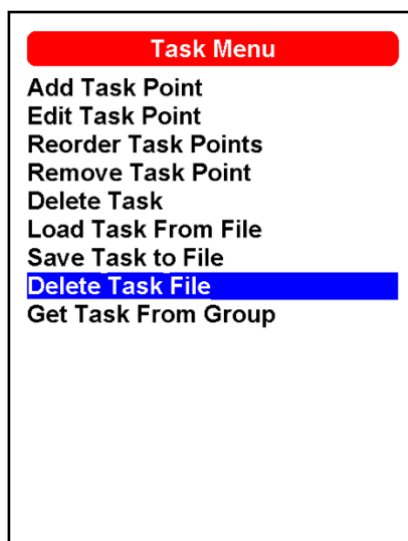 Task Menu
Add Task Point
Edit Task Point
Reorder Task Points
Remove Task Point
Delete Task
Load Task From File
Save Task to File
Delete Task File
Get Task From Group